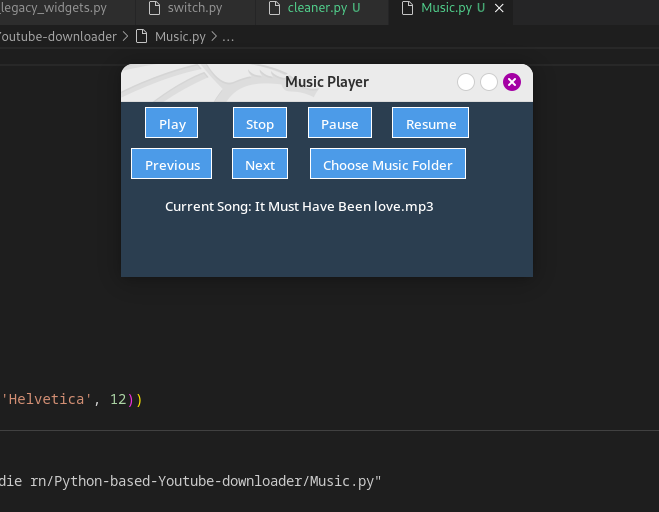 _legacy_widgets.py switch.py cleaner.py U Music.py U
Youtube-downloader > Music.py > ...
Music Player
Play Stop Pause Resume
Previous Next Choose Music Folder
Current Song: It Must Have Been love.mp3
'Helvetica', 12))
die rn/Python-based-Youtube-downloader/Music.py"